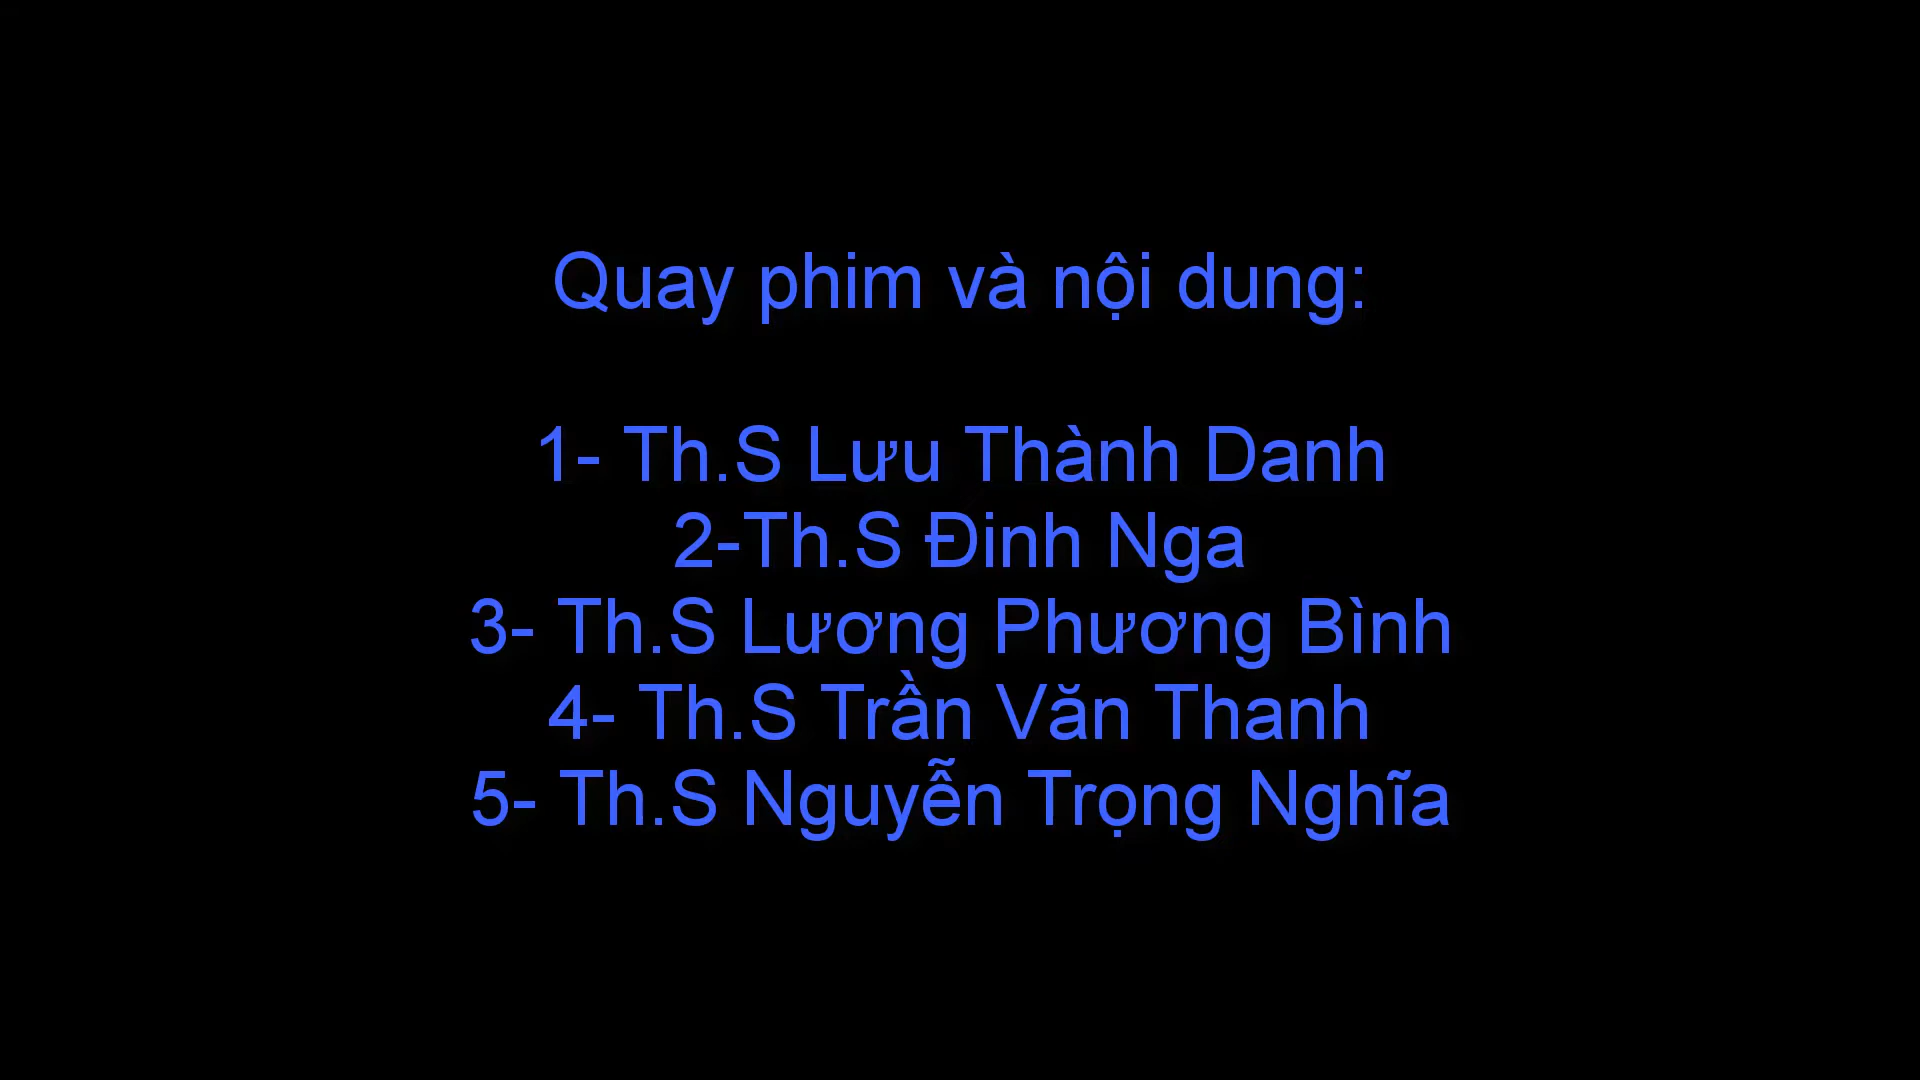 Quay phim và nội dung:
1- Th.S Lưu Thành Danh
2-Th.S Đinh Nga
3- Th.S Lương Phương Bình
4- Th.S Trần Văn Thanh
5- Th.S Nguyễn Trọng Nghĩa